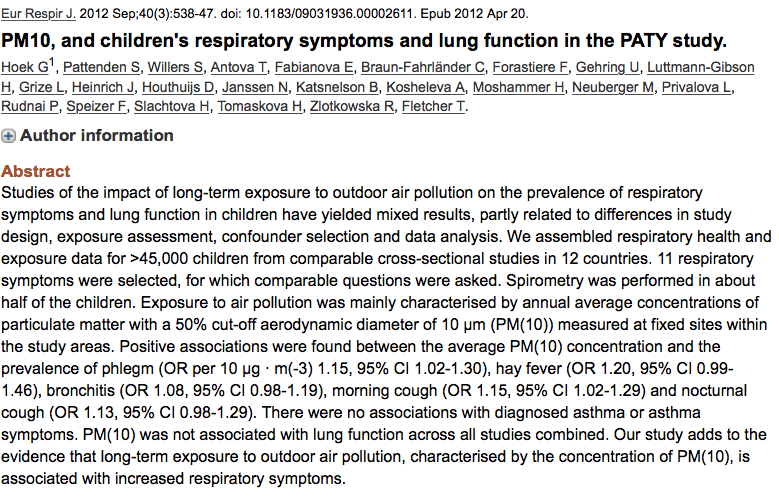 Eur Respir J. 2012 Sep;40(3):538-47. doi: 10.1183/09031936.00002611. Epub 2012 Apr 20.
PM10, and children's respiratory symptoms and lung function in the PATY study.
Hoek G1, Pattenden S, Willers S, Antova T, Fabianova E, Braun-Fahrländer C, Forastiere F, Gehring U, Luttmann-Gibson
H, Grize L, Heinrich J, Houthuijs D, Janssen N, Katsnelson B, Kosheleva A, Moshammer H, Neuberger M, Privalova L,
Rudnai P, Speizer F, Slachtova H, Tomaskova H, Zlotkowska R, Fletcher T.
Author information
Abstract
Studies of the impact of long-term exposure to outdoor air pollution on the prevalence of respiratory
symptoms and lung function in children have yielded mixed results, partly related to differences in study
design, exposure assessment, confounder selection and data analysis. We assembled respiratory health and
exposure data for >45,000 children from comparable cross-sectional studies in 12 countries. 11 respiratory
symptoms were selected, for which comparable questions were asked. Spirometry was performed in about
half of the children. Exposure to air pollution was mainly characterised by annual average concentrations of
particulate matter with a 50% cut-off aerodynamic diameter of 10 µm (PM(10)) measured at fixed sites within
the study areas. Positive associations were found between the average PM(10) concentration and the
prevalence of phlegm (OR per 10 µg · m(-3) 1.15, 95% CI 1.02-1.30), hay fever (OR 1.20, 95% CI 0.99-
1.46), bronchitis (OR 1.08, 95% CI 0.98-1.19), morning cough (OR 1.15, 95% CI 1.02-1.29) and nocturnal
cough (OR 1.13, 95% CI 0.98-1.29). There were no associations with diagnosed asthma or asthma
symptoms. PM(10) was not associated with lung function across all studies combined. Our study adds to the
evidence that long-term exposure to outdoor air pollution, characterised by the concentration of PM(10), is
associated with increased respiratory symptoms.